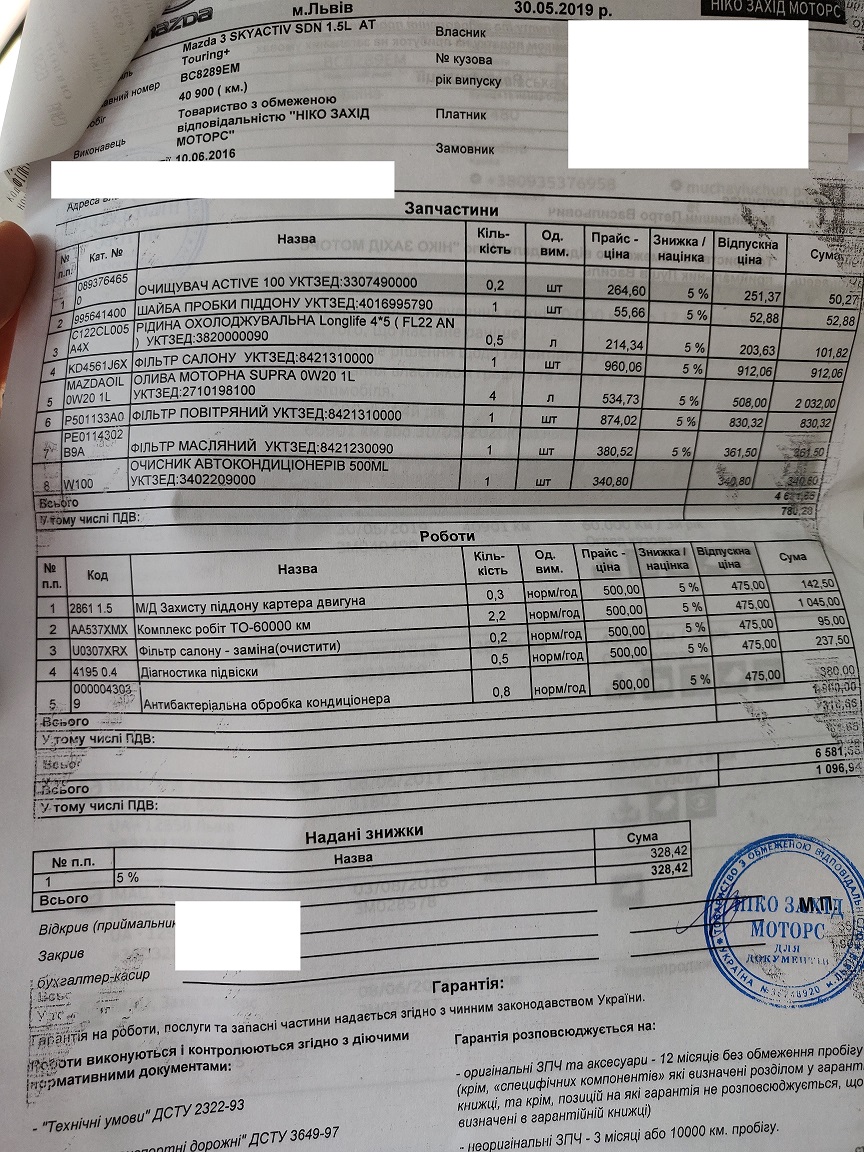 mazda
м.Львів
30.05.2019 р.
НІКО ЗАХІД МОТОРС
Mazda 3 SKYACTIV SDN 1.5L AT
Touring+
Власник
номер
BC8289EM
№ кузова
40 900 ( км.)
рік випуску
Виконавець
Товариство з обмеженою
відповідальністю "НІКО ЗАХІД
МОТОРС"
Платник
10.06.2016
Замовник
Адреса
Запчастини
№ п.п. Кат. № Назва Кіль-кість Од. вим. Прайс - ціна Знижка / націнка Відпускна ціна Сума
1 0893764650 ОЧИЩУВАЧ ACTIVE 100 УКТЗЕД:3307490000 0,2 шт 264,60 5 % 251,37 50,27
2 995641400 ШАЙБА ПРОБКИ ПІДДОНУ УКТЗЕД:4016995790 1 шт 55,66 5 % 52,88 52,88
3 C122CL005A4X РІДИНА ОХОЛОДЖУВАЛЬНА Longlife 4*5 ( FL22 AN ) УКТЗЕД:3820000090 0,5 л 214,34 5 % 203,63 101,82
4 KD4561J6X ФІЛЬТР САЛОНУ УКТЗЕД:8421310000 1 шт 960,06 5 % 912,06 912,06
5 MAZDAOIL 0W20 1L ОЛИВА МОТОРНА SUPRA 0W20 1L УКТЗЕД:2710198100 4 л 534,73 5 % 508,00 2 032,00
6 P501133A0 ФІЛЬТР ПОВІТРЯНИЙ УКТЗЕД:8421310000 1 шт 874,02 5 % 830,32 830,32
7 PE0114302B9A ФІЛЬТР МАСЛЯНИЙ УКТЗЕД:8421230090 1 шт 380,52 5 % 361,50 361,50
8 W100 ОЧИСНИК АВТОКОНДИЦІОНЕРІВ 500ML УКТЗЕД:3402209000 1 шт 340,80 340,80 340,80
Всього
У тому числі ПДВ: 780,28
Роботи
№ п.п. Код Назва Кіль-кість Од. вим. Прайс - ціна Знижка / націнка Відпускна ціна Сума
1 2861 1.5 М/Д Захисту піддону картера двигуна 0,3 норм/год 500,00 5 % 475,00 142,50
2 AA537XMX Комплекс робіт ТО-60000 км 2,2 норм/год 500,00 5 % 475,00 1 045,00
3 U0307XRX Фільтр салону - заміна(очистити) 0,2 норм/год 500,00 5 % 475,00 95,00
4 4195 0.4 Діагностика підвіски 0,5 норм/год 500,00 5 % 475,00 237,50
5 0000043039 Антибактеріальна обробка кондиціонера 0,8 норм/год 500,00 5 % 475,00 380,00
Всього
У тому числі ПДВ:
Всього 6 581,53
У тому числі ПДВ: 1 096,94
Надані знижки
№ п.п. Назва Сума
1 5 % 328,42
Всього 328,42
Відкрив (приймальник
Закрив
бухгалтер-касир
М.П.
ТОВАРИСТВО З ОБМЕЖЕНОЮ ВІДПОВІДАЛЬНІСТЮ
НІКО ЗАХІД
МОТОРС
ДЛЯ
ДОКУМЕНТІВ
УКРАЇНА
м.ЛЬВІВ
Гарантія:
Гарантія на роботи, послуги та запасні частини надається згідно з чинним законодавством України.
Роботи виконуються і контролюються згідно з діючими
нормативними документами:
Гарантія розповсюджується на:
- оригінальні ЗПЧ та аксесуари - 12 місяців без обмеження пробігу
(крім, «специфічних компонентів» які визначені розділом у гарант
книжці, та крім, позицій на які гарантія не розповсюджується, що
визначені в гарантійній книжці)
- "Технічні умови" ДСТУ 2322-93
дорожні" ДСТУ 3649-97
- неоригінальні ЗПЧ - 3 місяці або 10000 км. пробігу.